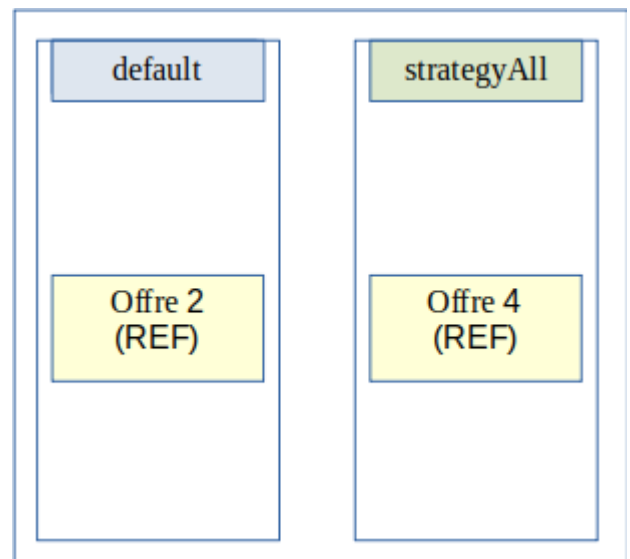 default
strategyAll
Offre 2
(REF)
Offre 4
(REF)